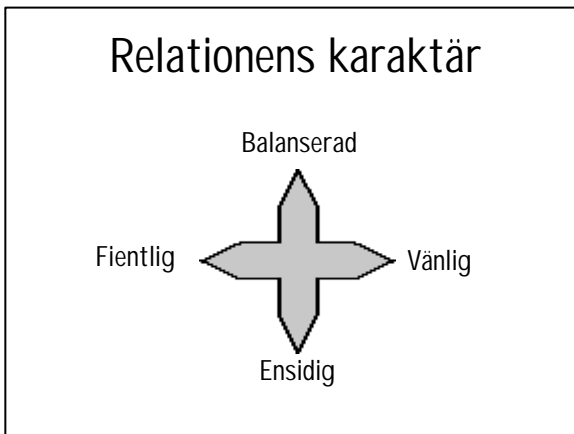 Relationens karaktär
Balanserad
Fientlig
Vänlig
Ensidig